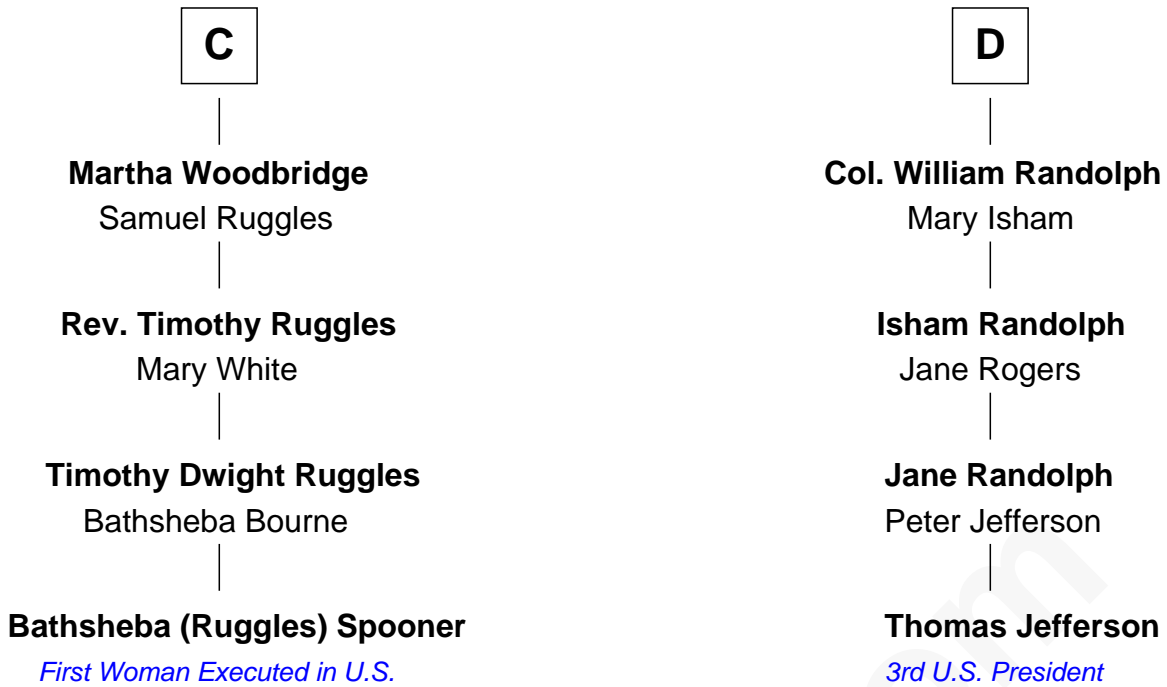 C
Martha Woodbridge
Samuel Ruggles
Rev. Timothy Ruggles
Mary White
Timothy Dwight Ruggles
Bathsheba Bourne
Bathsheba (Ruggles) Spooner
First Woman Executed in U.S.
D
Col. William Randolph
Mary Isham
Isham Randolph
Jane Rogers
Jane Randolph
Peter Jefferson
Thomas Jefferson
3rd U.S. President